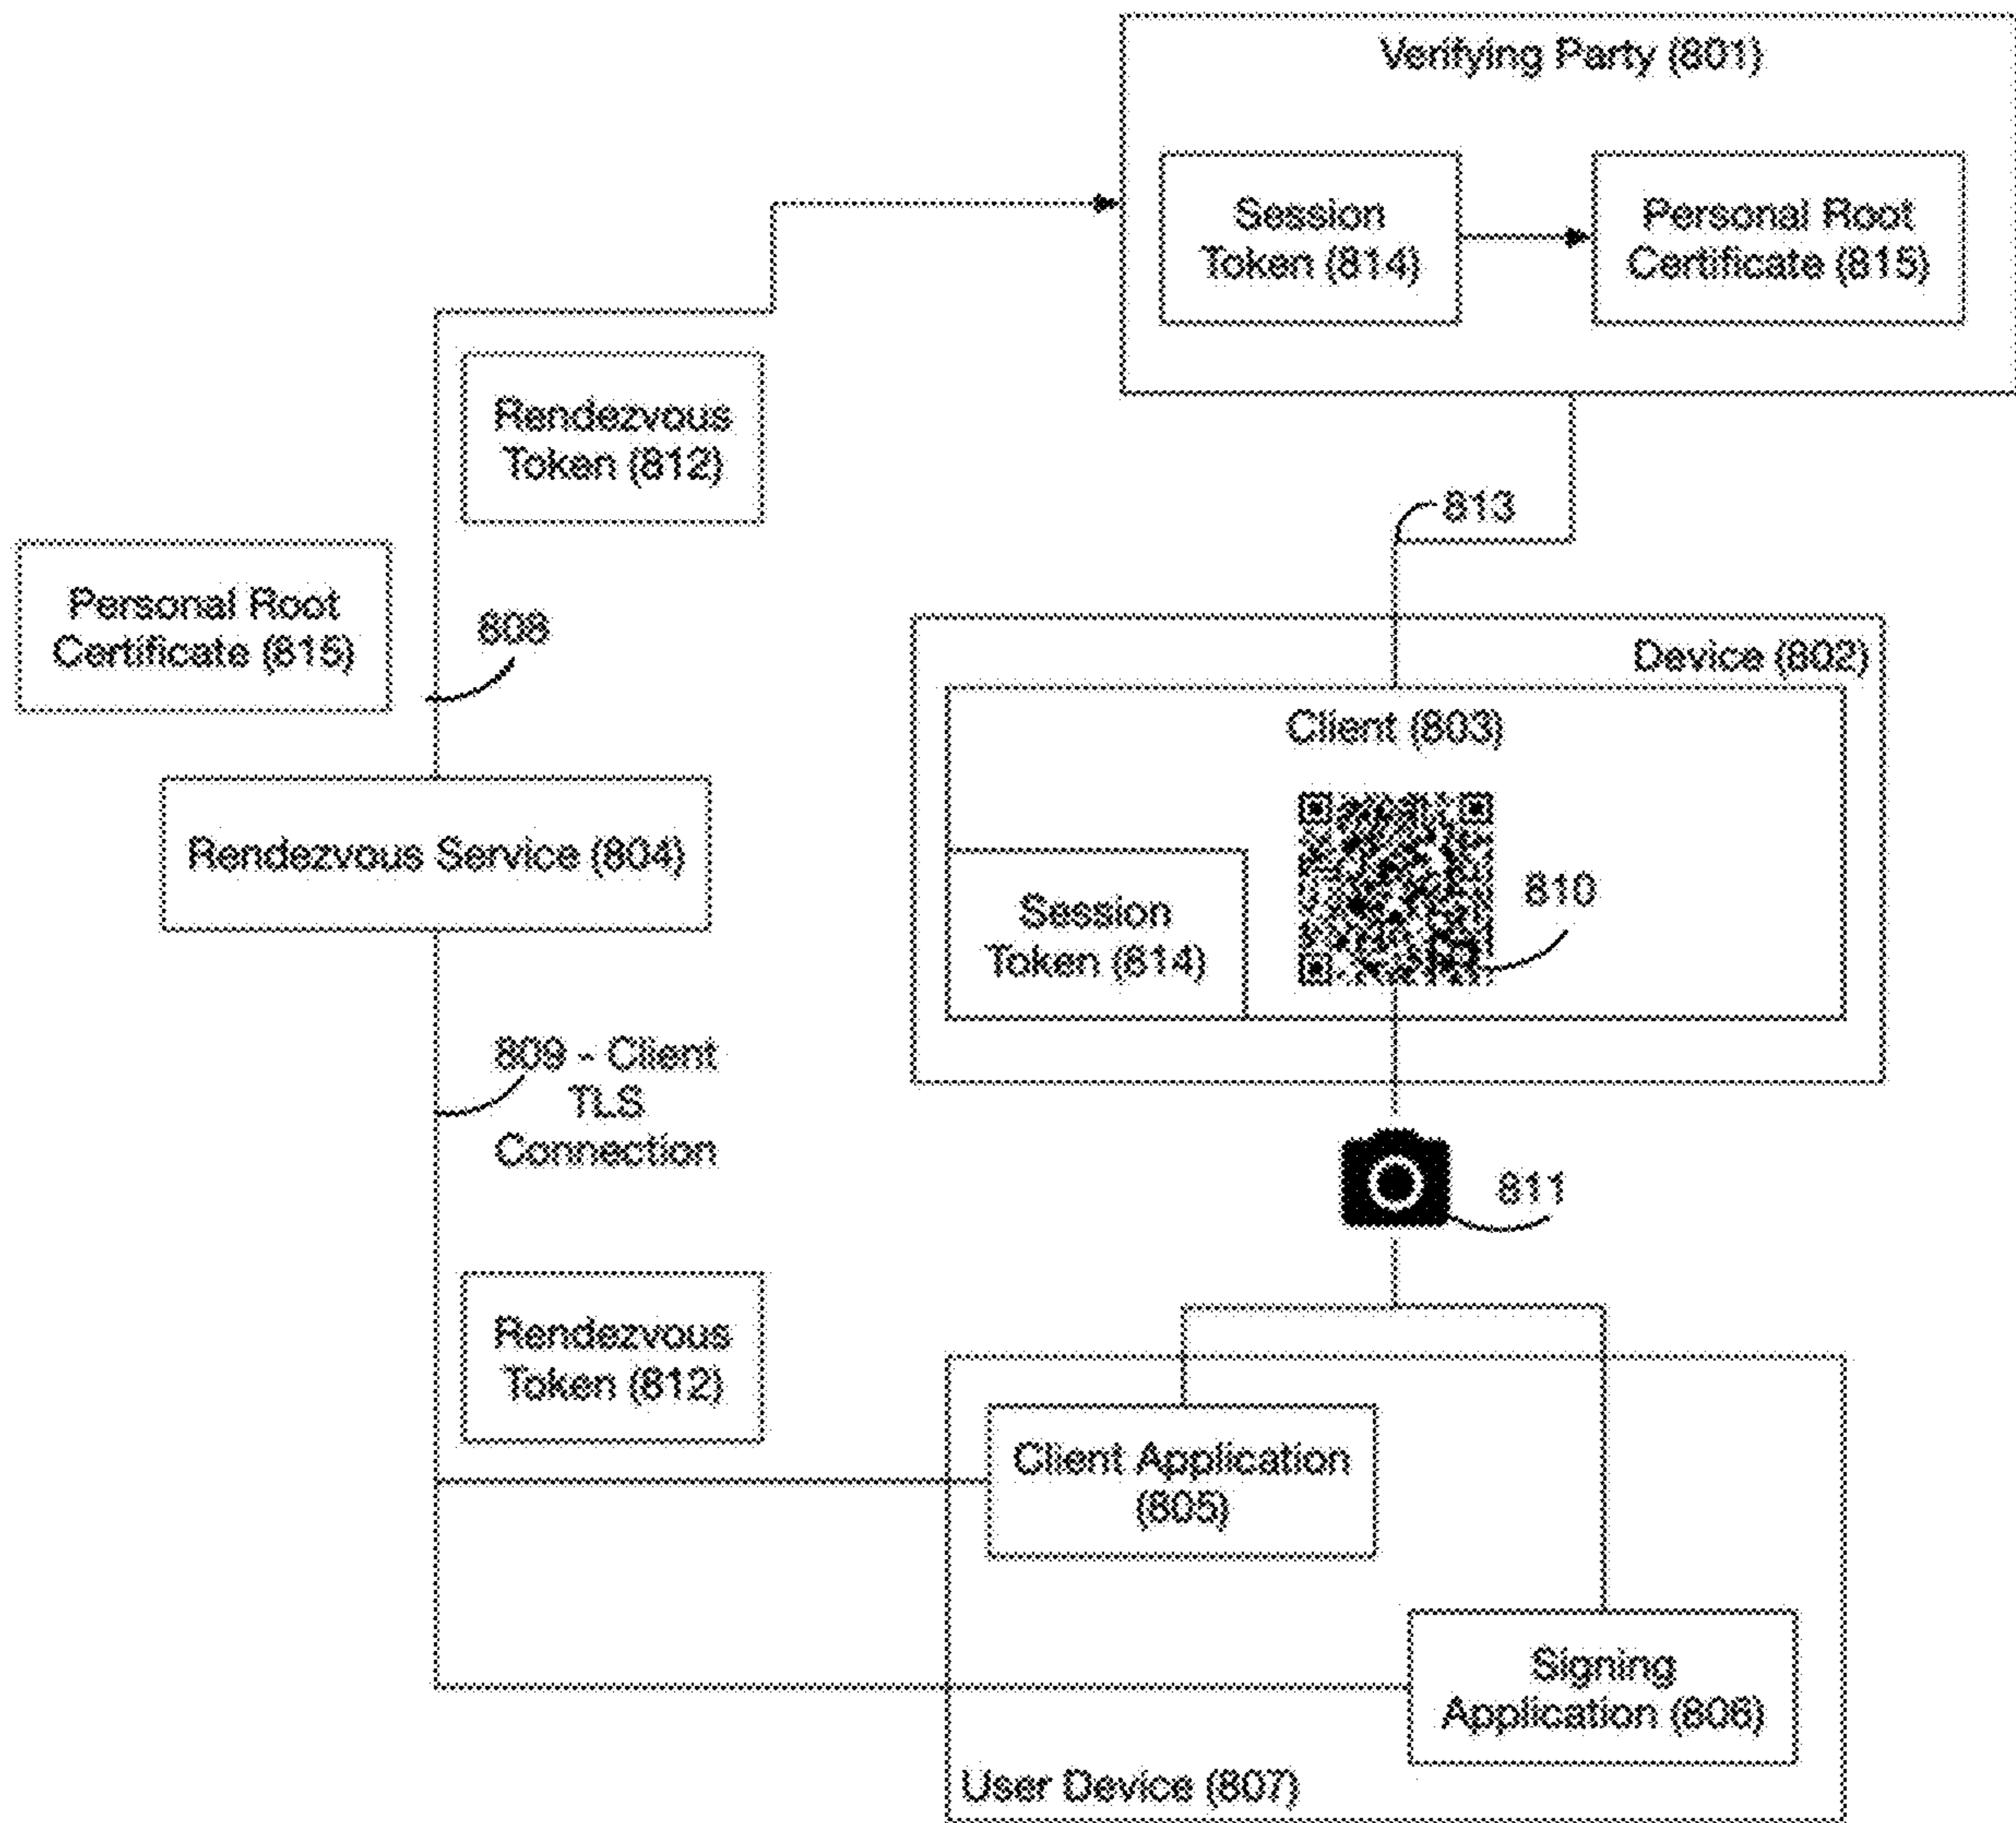 Verifying Party (801)
Session
Token (814)
Personal Root
Certificate (815)
Rendezvous
Token (812)
813
Personal Root
Certificate (815)
808
Device (802)
Client (803)
Rendezvous Service (804)
810
Session
Token (814)
809 - Client
TLS
Connection
811
Rendezvous
Token (812)
Client Application
(805)
Signing
Application (806)
User Device (807)